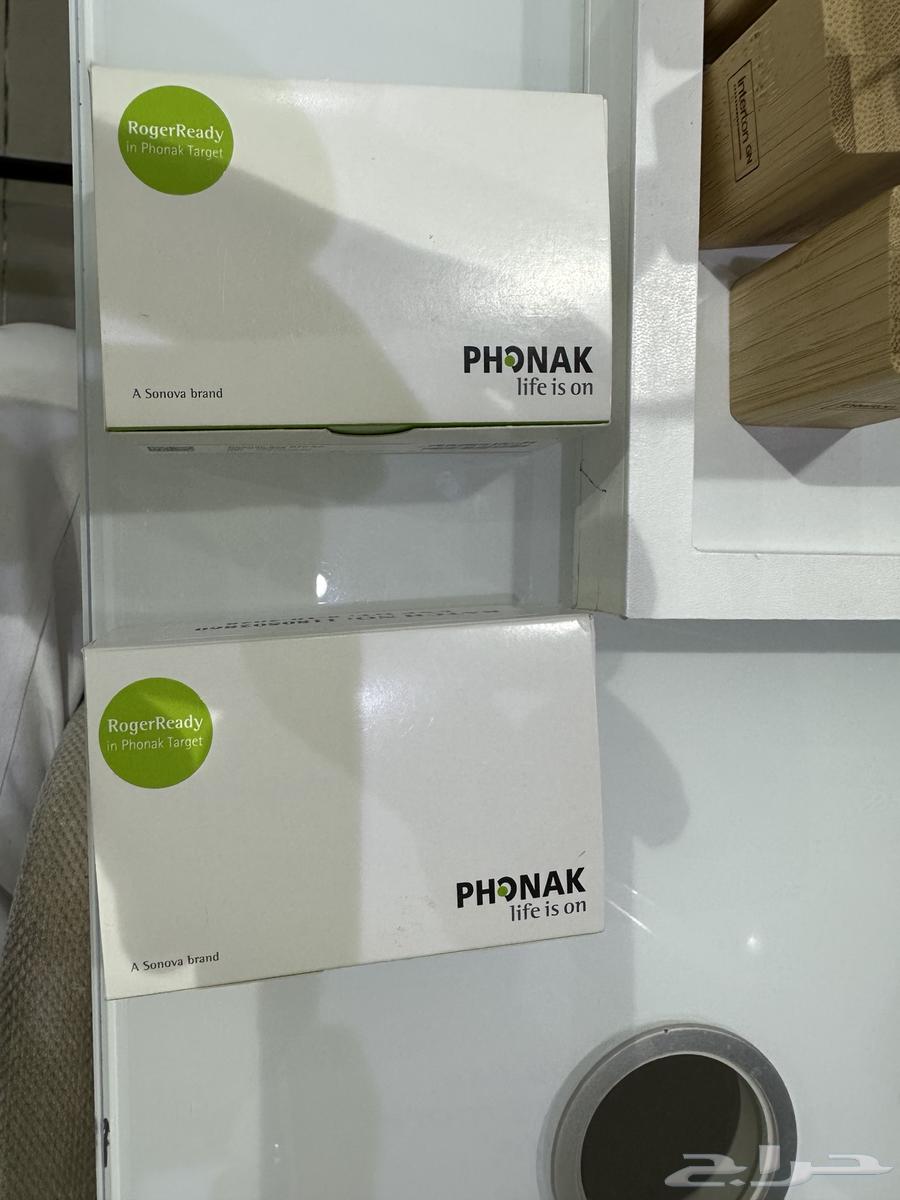 RogerReady
in Phonak Target
PHONAK
life is on
A Sonova brand
interton GN
RogerReady
in Phonak Target
PHONAK
life is on
A Sonova brand
حراج